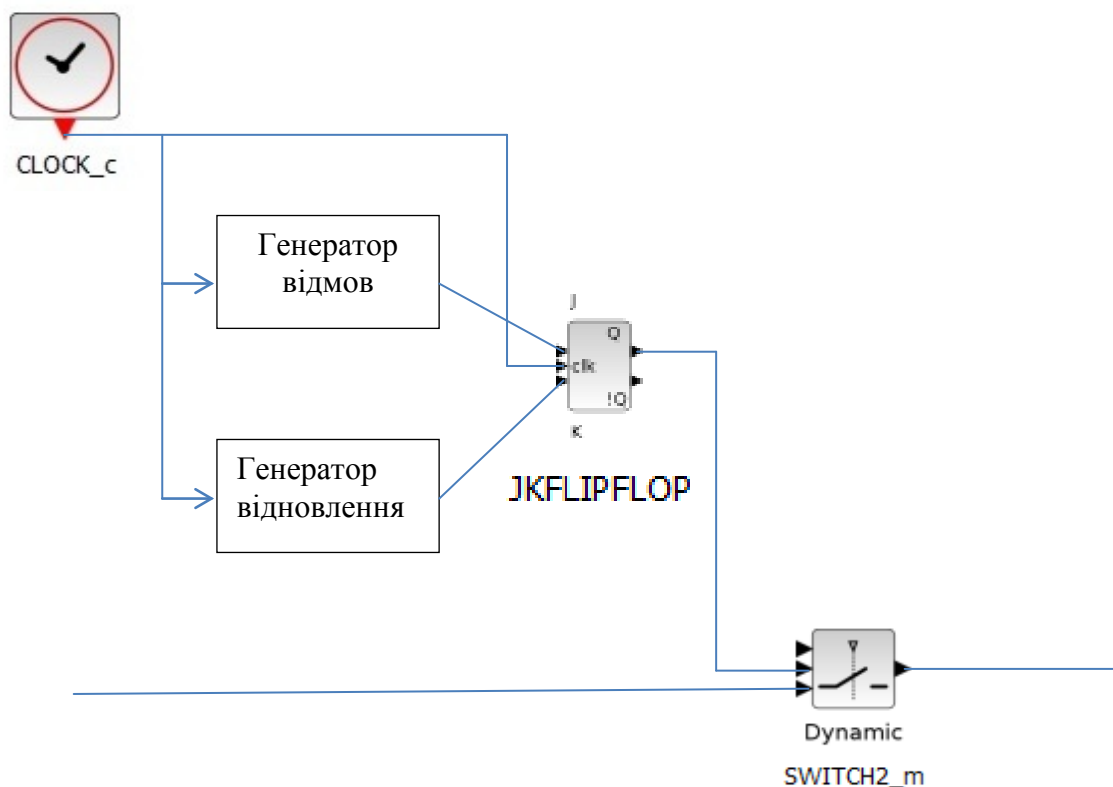 CLOCK_c
Генератор
відмов
J
Q
clk
!Q
K
JKFLIPFLOP
Генератор
відновлення
Dynamic
SWITCH2_m